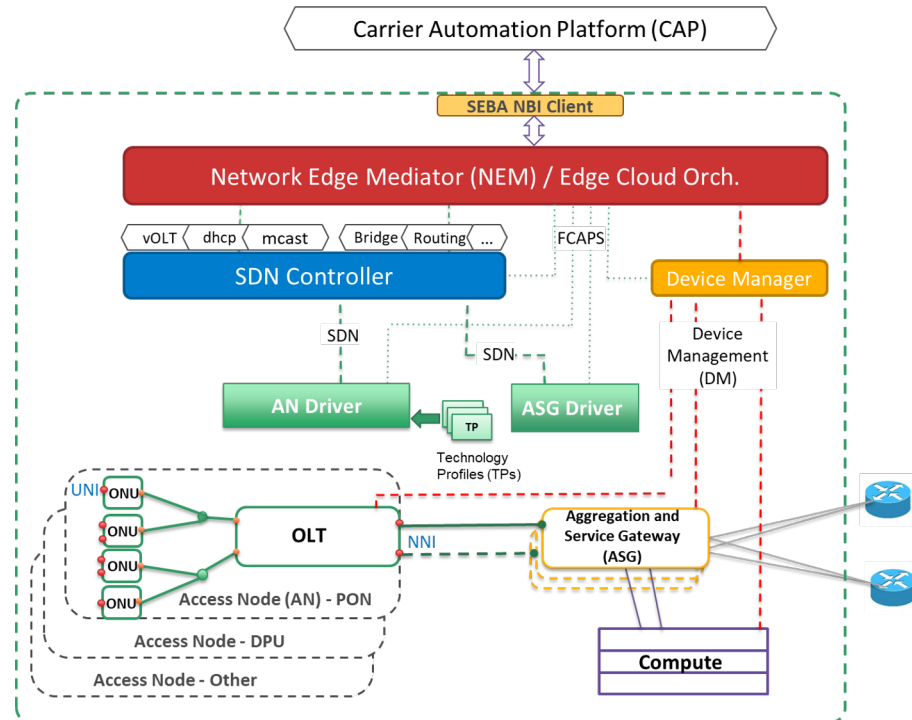 Carrier Automation Platform (CAP)
SEBA NBI Client
Network Edge Mediator (NEM) / Edge Cloud Orch.
vOLT
dhcp
mcast
Bridge
Routing
...
FCAPS
SDN Controller
Device Manager
SDN
SDN
Device
Management
(DM)
AN Driver
TP
ASG Driver
Technology
Profiles (TPs)
UNI
ONU
ONU
ONU
ONU
OLT
NNI
Aggregation and
Service Gateway
(ASG)
Access Node (AN) - PON
Access Node - DPU
Access Node - Other
Compute